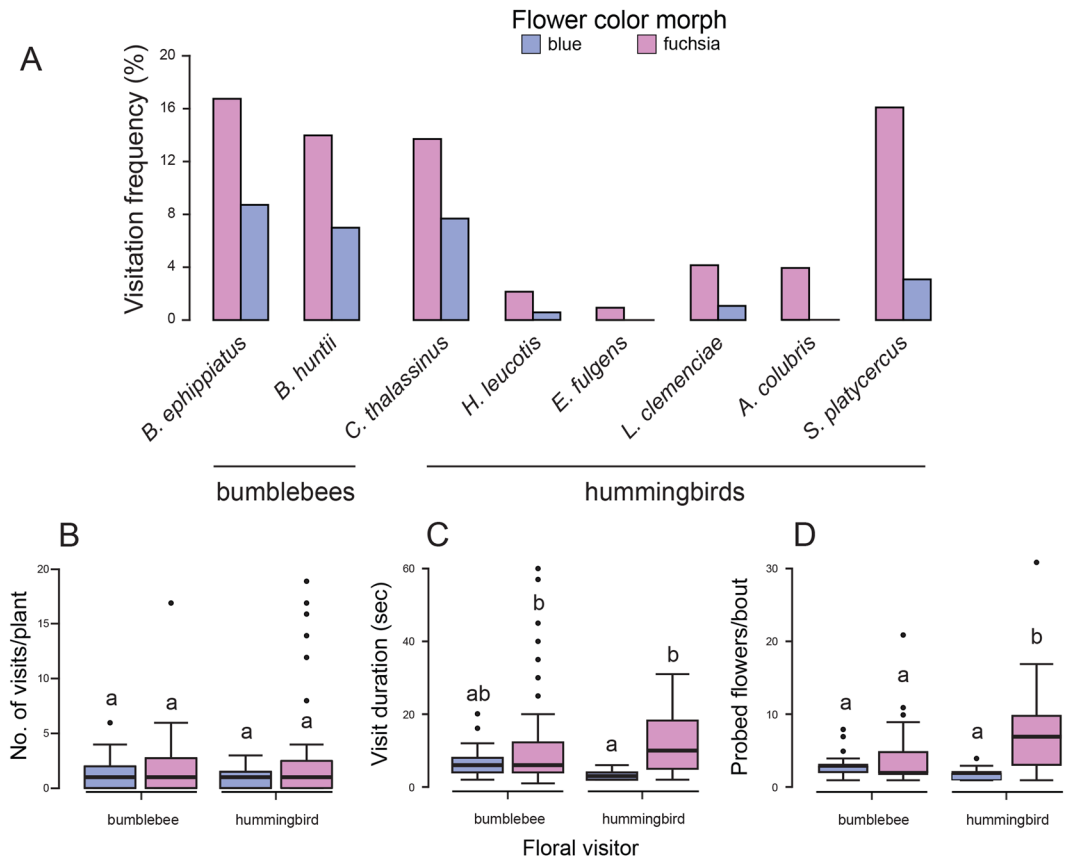 Flower color morph
blue
fuchsia
A
Visitation frequency (%)
20
16
12
8
4
0
B. ephippiatus
B. huntii
C. thalassinus
H. leucotis
E. fulgens
L. clemenciae
A. colubris
S. platycercus
bumblebees
hummingbirds
B
No. of visits/plant
20
15
10
5
0
a
a
a
a
bumblebee
hummingbird
C
Visit duration (sec)
60
40
20
0
ab
b
a
b
bumblebee
hummingbird
D
Probed flowers/bout
30
20
10
0
a
a
a
b
bumblebee
hummingbird
Floral visitor